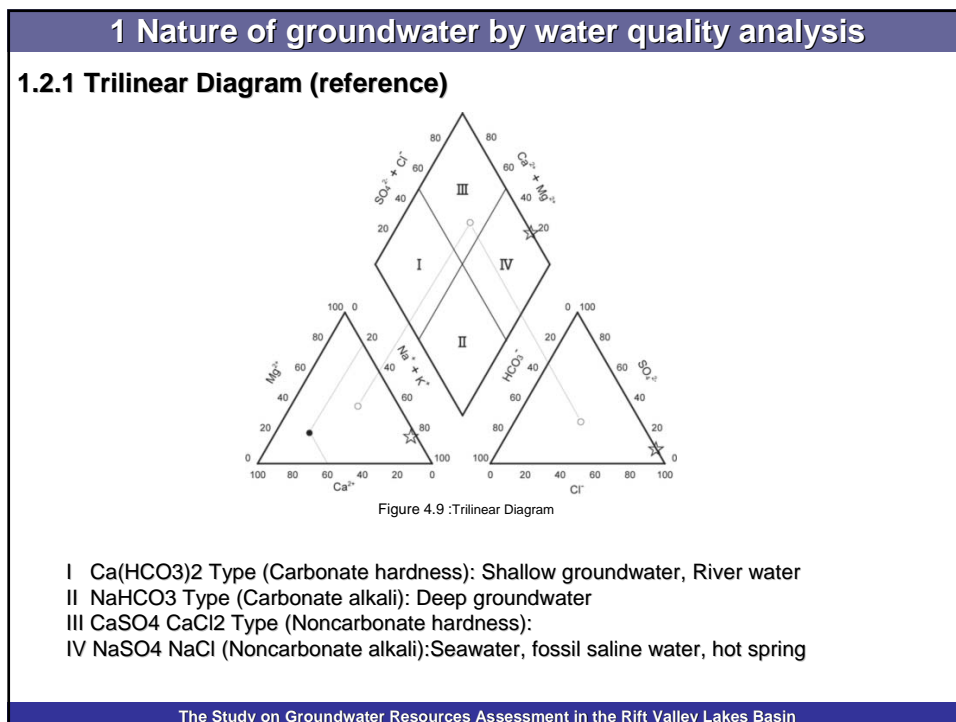 1 Nature of groundwater by water quality analysis
1.2.1 Trilinear Diagram (reference)
80 80
SO₄²⁻ + Cl⁻ 60 60 Ca²⁺ + Mg²⁺
40 III 40
20 20
I IV
II
100 0 0 100
80 20 20 80
Mg²⁺ 60 40 Na⁺ + K⁺ HCO₃⁻ 40 60 SO₄²⁻
40 60 60 40
20 80 80 20
0 100 100 0
100 80 60 40 20 0 0 20 40 60 80 100
Ca²⁺ Cl⁻
Figure 4.9 :Trilinear Diagram
I Ca(HCO3)2 Type (Carbonate hardness): Shallow groundwater, River water
II NaHCO3 Type (Carbonate alkali): Deep groundwater
III CaSO4 CaCl2 Type (Noncarbonate hardness):
IV NaSO4 NaCl (Noncarbonate alkali):Seawater, fossil saline water, hot spring
The Study on Groundwater Resources Assessment in the Rift Valley Lakes Basin